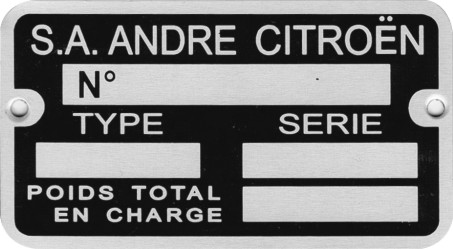 S.A. ANDRE CITROËN
N°
TYPE SERIE
POIDS TOTAL
EN CHARGE